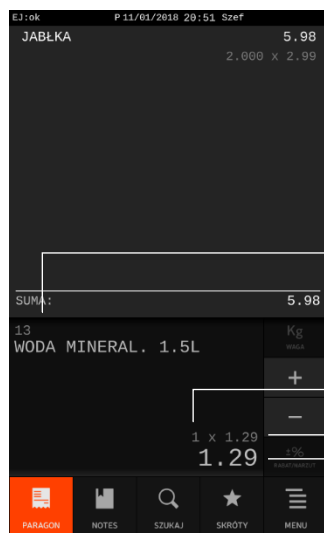 EJ:ok P 11/01/2018 20:51 Szef
JABŁKA 5.98
2.000 x 2.99
SUMA: 5.98
13
WODA MINERAL. 1.5L
Kg
WAGA
+
−
1 x 1.29
1.29
±%
RABAT/NARZUT
PARAGON NOTES SZUKAJ SKRÓTY MENU